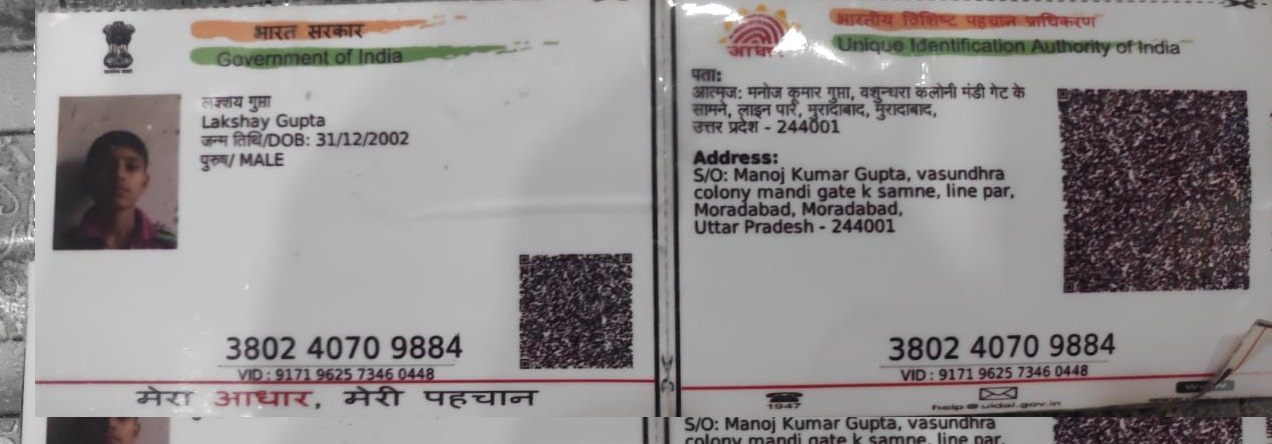 भारत सरकार
Government of India
लक्शय गुप्ता
Lakshay Gupta
जन्म तिथि/DOB: 31/12/2002
पुरुष/ MALE
3802 4070 9884
VID : 9171 9625 7346 0448
मेरा आधार, मेरी पहचान
भारतीय विशिष्ट पहचान प्राधिकरण
आधार
Unique Identification Authority of India
पता:
आत्मज: मनोज कुमार गुप्ता, वशुन्धरा कलोनी मंडी गेट के
सामने, लाइन पार, मुरादाबाद, मुरादाबाद,
उत्तर प्रदेश - 244001
Address:
S/O: Manoj Kumar Gupta, vasundhra
colony mandi gate k samne, line par,
Moradabad, Moradabad,
Uttar Pradesh - 244001
3802 4070 9884
VID : 9171 9625 7346 0448
1947
help@uidai.gov.in
S/O: Manoj Kumar Gupta, vasundhra
colony mandi gate k samne, line par,